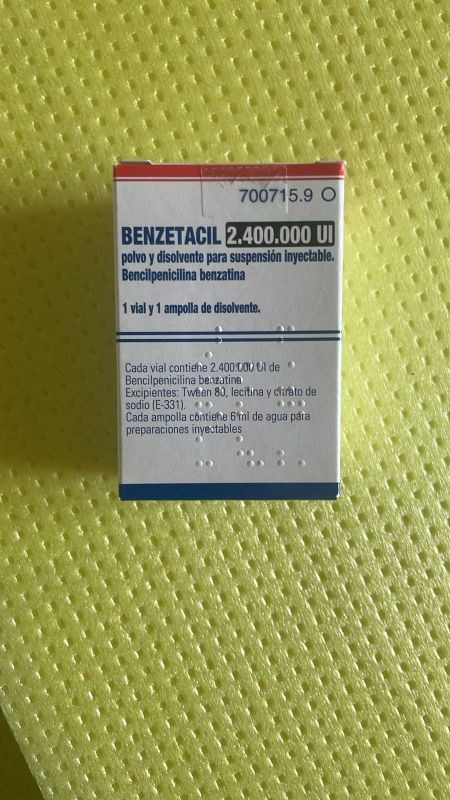 700715.9 O
BENZETACIL 2.400.000 UI
polvo y disolvente para suspensión inyectable.
Bencilpenicilina benzatina
1 vial y 1 ampolla de disolvente.
Cada vial contiene 2.400.000 UI de
Bencilpenicilina benzatina
Excipientes: Tween 80, lecitina y citrato de
sodio (E-331).
Cada ampolla contiene 6 ml de agua para
preparaciones inyectables